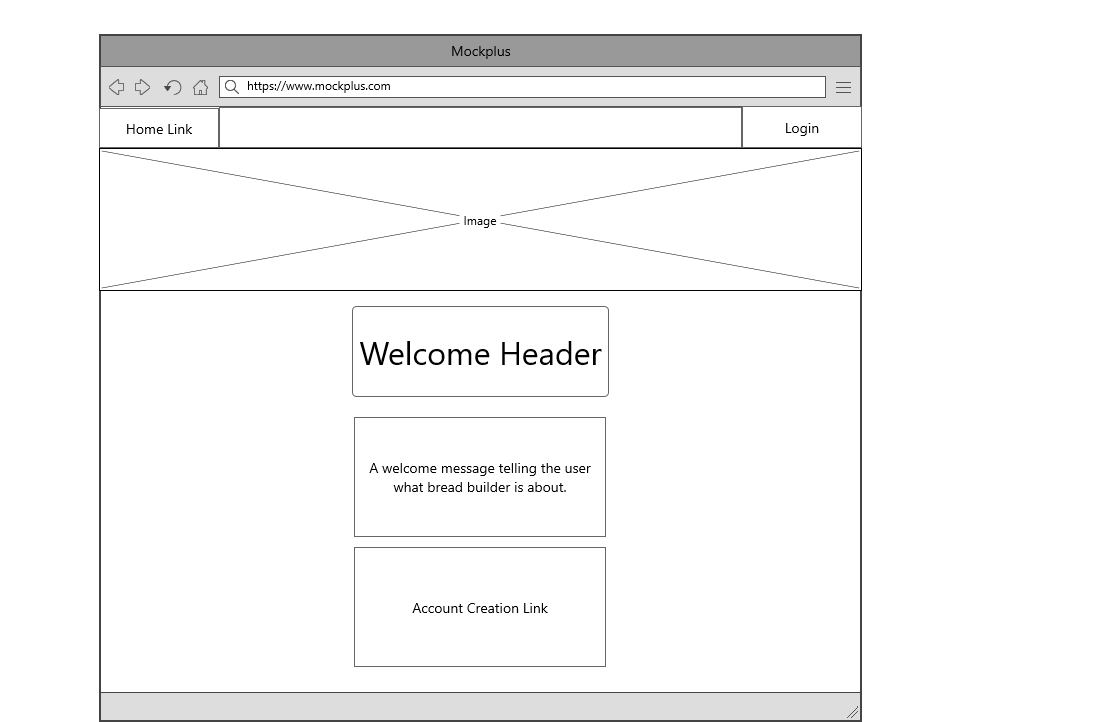 Mockplus
https://www.mockplus.com
Home Link
Login
Image
Welcome Header
A welcome message telling the user
what bread builder is about.
Account Creation Link